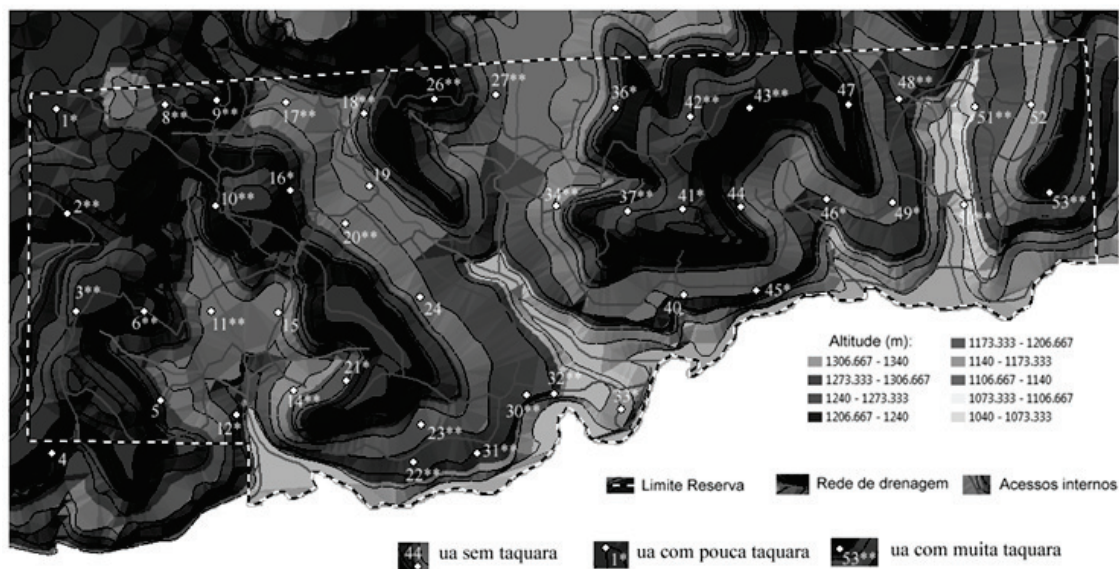 26** 27**
1* 8** 9** 17** 18** 36* 42** 43** 47 48** 51** 52
16* 19
2** 10** 34** 37** 41* 44 46* 49* 53**
20**
3** 6** 11** 15 24 40 45*
Altitude (m):
1306.667 - 1340
1273.333 - 1306.667
1240 - 1273.333
1206.667 - 1240
1173.333 - 1206.667
1140 - 1173.333
1106.667 - 1140
1073.333 - 1106.667
1040 - 1073.333
21*
5 12* 14** 30** 32**
23**
4 22** 31**
Limite Reserva Rede de drenagem Acessos internos
44 ua sem taquara 1* ua com pouca taquara 53** ua com muita taquara